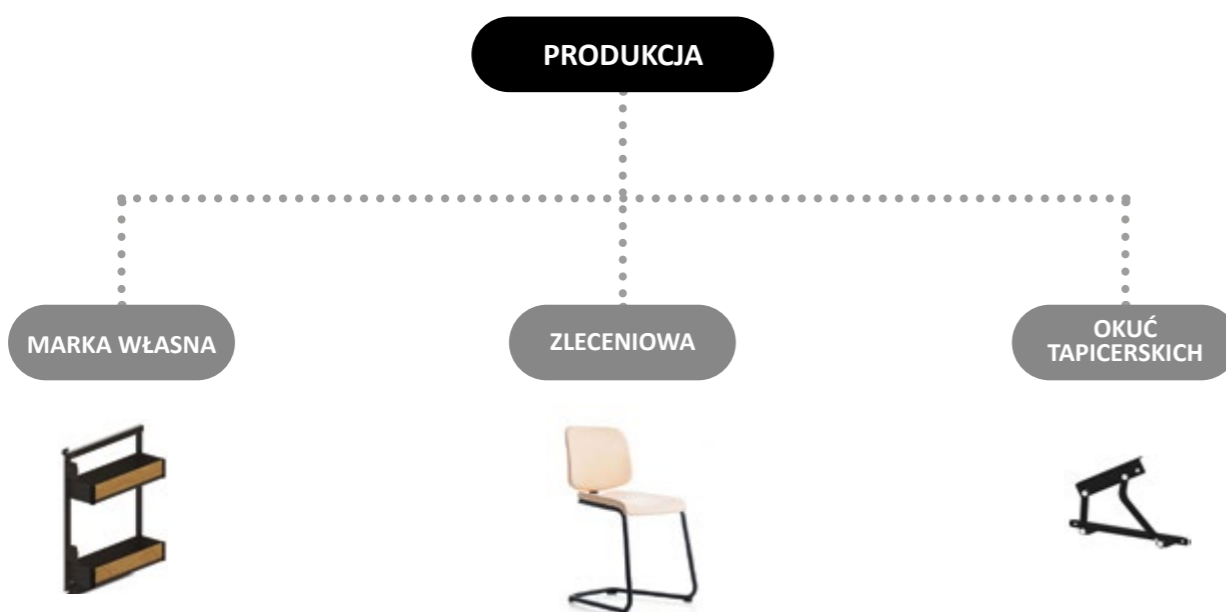 PRODUKCJA
MARKA WŁASNA
ZLECENIOWA
OKUĆ
TAPICERSKICH